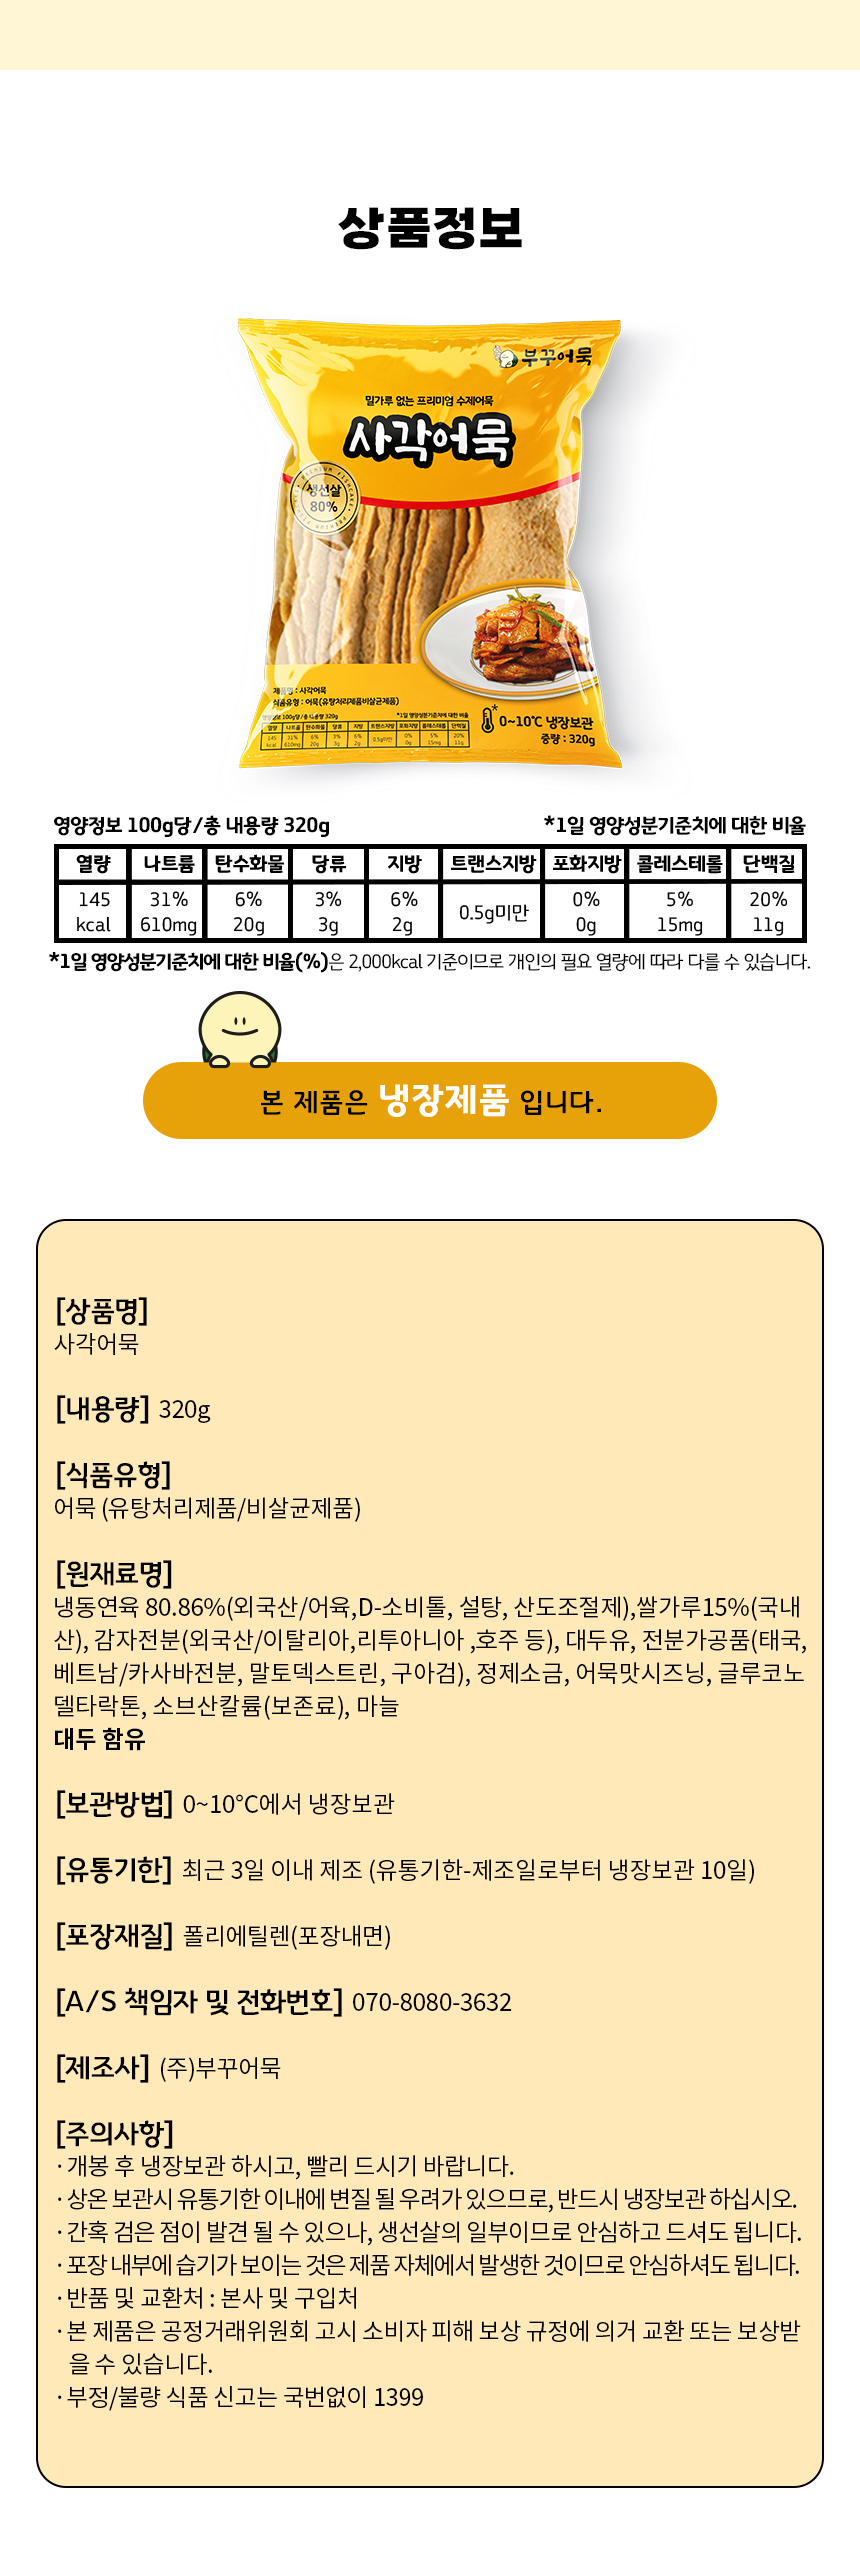 상품정보
부꾸어묵
밀가루 없는 프리미엄 수제어묵
사각어묵
생선살
80%
제품명 : 사각어묵
식품유형 : 어묵(유탕처리제품비살균제품)
*1일 영양성분기준치에 대한 비율
0~10℃ 냉장보관
중량 : 320g
영양정보 100g당/총 내용량 320g *1일 영양성분기준치에 대한 비율
열량 나트륨 탄수화물 당류 지방 트랜스지방 포화지방 콜레스테롤 단백질
145 31% 6% 3% 6% 0.5g미만 0% 5% 20%
kcal 610mg 20g 3g 2g 0g 15mg 11g
*1일 영양성분기준치에 대한 비율(%)은 2,000kcal 기준이므로 개인의 필요 열량에 따라 다를 수 있습니다.
본 제품은 냉장제품 입니다.
[상품명]
사각어묵
[내용량] 320g
[식품유형]
어묵 (유탕처리제품/비살균제품)
[원재료명]
냉동연육 80.86%(외국산/어육,D-소비톨, 설탕, 산도조절제),쌀가루15%(국내
산), 감자전분(외국산/이탈리아,리투아니아 ,호주 등), 대두유, 전분가공품(태국,
베트남/카사바전분, 말토덱스트린, 구아검), 정제소금, 어묵맛시즈닝, 글루코노
델타락톤, 소브산칼륨(보존료), 마늘
대두 함유
[보관방법] 0~10°C에서 냉장보관
[유통기한] 최근 3일 이내 제조 (유통기한-제조일로부터 냉장보관 10일)
[포장재질] 폴리에틸렌(포장내면)
[A/S 책임자 및 전화번호] 070-8080-3632
[제조사] (주)부꾸어묵
[주의사항]
· 개봉 후 냉장보관 하시고, 빨리 드시기 바랍니다.
· 상온 보관시 유통기한 이내에 변질 될 우려가 있으므로, 반드시 냉장보관 하십시오.
· 간혹 검은 점이 발견 될 수 있으나, 생선살의 일부이므로 안심하고 드셔도 됩니다.
· 포장 내부에 습기가 보이는 것은 제품 자체에서 발생한 것이므로 안심하셔도 됩니다.
· 반품 및 교환처 : 본사 및 구입처
· 본 제품은 공정거래위원회 고시 소비자 피해 보상 규정에 의거 교환 또는 보상받
을 수 있습니다.
· 부정/불량 식품 신고는 국번없이 1399